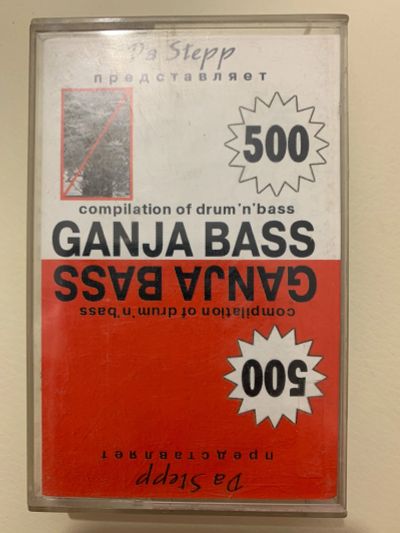 Da Stepp
представляет
500
compilation of drum'n'bass
GANJA BASS
GANJA BASS
compilation of drum'n'bass
500
представляет
Da Stepp